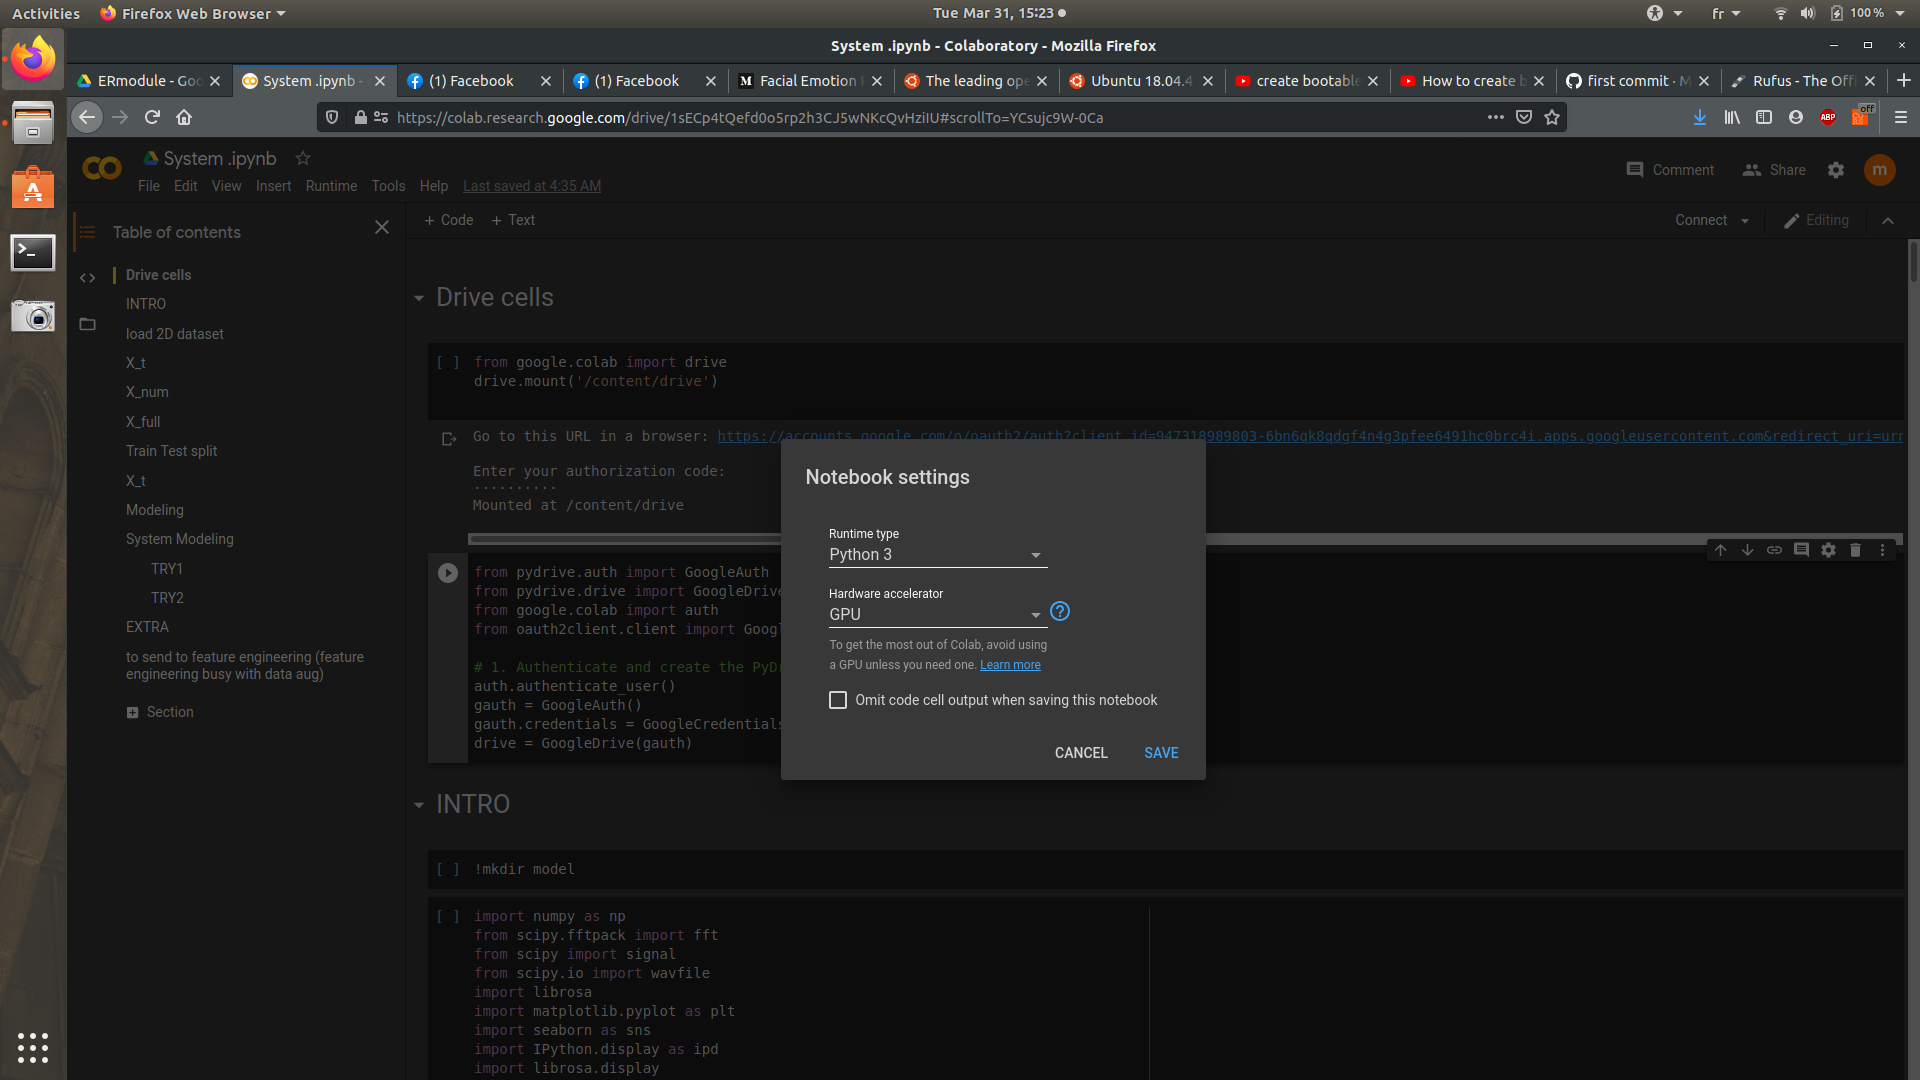 Activities
Firefox Web Browser
Tue Mar 31, 15:23
fr
100 %
System .ipynb - Colaboratory - Mozilla Firefox
ERmodule - Goo
System .ipynb -
(1) Facebook
(1) Facebook
Facial Emotion
The leading ope
Ubuntu 18.04.4
create bootable
How to create b
first commit · M
Rufus - The Offi
https://colab.research.google.com/drive/1sECp4tQefd0o5rp2h3CJ5wNKcQvHziIU#scrollTo=YCsujc9W-0Ca
ABP
off
System .ipynb
File Edit View Insert Runtime Tools Help Last saved at 4:35 AM
Comment
Share
m
Table of contents
Drive cells
INTRO
load 2D dataset
X_t
X_num
X_full
Train Test split
X_t
Modeling
System Modeling
TRY1
TRY2
EXTRA
to send to feature engineering (feature
engineering busy with data aug)
Section
+ Code + Text
Connect
Editing
Drive cells
[ ] from google.colab import drive
drive.mount('/content/drive')
Go to this URL in a browser: https://accounts.google.com/o/oauth2/auth?client_id=947318989803-6bn6qk8qdgf4n4g3pfee6491hc0brc4i.apps.googleusercontent.com&redirect_uri=urn
Enter your authorization code:
··········
Mounted at /content/drive
from pydrive.auth import GoogleAuth
from pydrive.drive import GoogleDrive
from google.colab import auth
from oauth2client.client import Googl
# 1. Authenticate and create the PyDr
auth.authenticate_user()
gauth = GoogleAuth()
gauth.credentials = GoogleCredentials
drive = GoogleDrive(gauth)
Notebook settings
Runtime type
Python 3
Hardware accelerator
GPU
To get the most out of Colab, avoid using
a GPU unless you need one. Learn more
Omit code cell output when saving this notebook
CANCEL
SAVE
INTRO
[ ] !mkdir model
[ ] import numpy as np
from scipy.fftpack import fft
from scipy import signal
from scipy.io import wavfile
import librosa
import matplotlib.pyplot as plt
import seaborn as sns
import IPython.display as ipd
import librosa.display